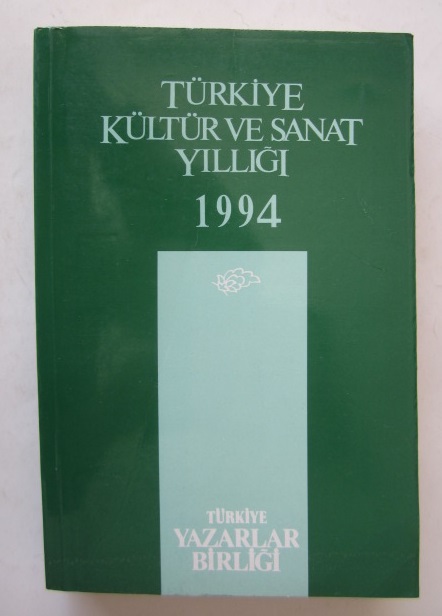 TÜRKİYE
KÜLTÜR VE SANAT
YILLIĞI
1994
TÜRKİYE
YAZARLAR
BİRLİĞİ